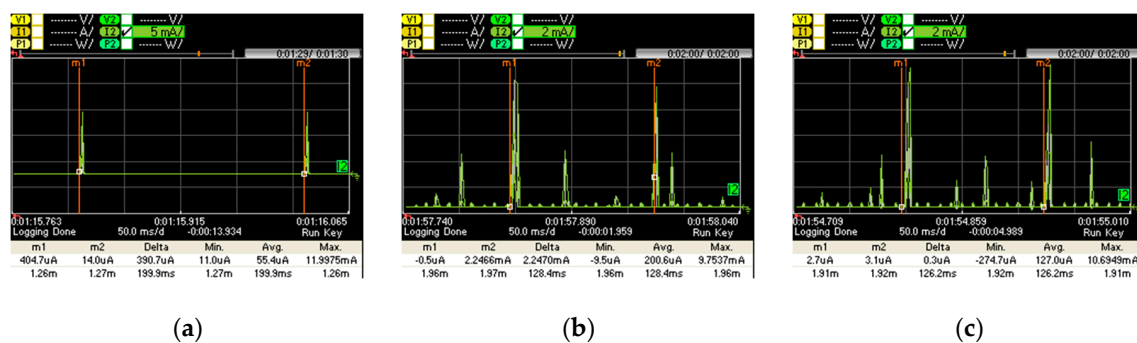 V1 ----- V/ V2 ----- V/
I1 ----- A/ I2 5 mA/
P1 ----- W/ P2 ----- W/
0:01:29/ 0:01:30
m1 m2
I2
0:01:15.763 0:01:15.915 0:01:16.065
Logging Done 50.0 ms/d -0:00:13.934 Run Key
m1 m2 Delta Min. Avg. Max.
404.7uA 14.0uA 390.7uA 11.0uA 55.4uA 11.9975mA
1.26m 1.27m 199.9ms 1.27m 199.9ms 1.26m
(a)
V1 ----- V/ V2 ----- V/
I1 ----- A/ I2 2 mA/
P1 ----- W/ P2 ----- W/
0:02:00/ 0:02:00
m1 m2
I2
0:01:57.740 0:01:57.890 0:01:58.040
Logging Done 50.0 ms/d -0:00:01.959 Run Key
m1 m2 Delta Min. Avg. Max.
-0.5uA 2.2466mA 2.2470mA -9.5uA 200.6uA 9.7537mA
1.96m 1.97m 128.4ms 1.96m 128.4ms 1.96m
(b)
V1 ----- V/ V2 ----- V/
I1 ----- A/ I2 2 mA/
P1 ----- W/ P2 ----- W/
0:02:00/ 0:02:00
m1 m2
I2
0:01:54.709 0:01:54.859 0:01:55.010
Logging Done 50.0 ms/d -0:00:04.989 Run Key
m1 m2 Delta Min. Avg. Max.
2.7uA 3.1uA 0.3uA -274.7uA 127.0uA 10.6949mA
1.91m 1.92m 126.2ms 1.92m 126.2ms 1.91m
(c)